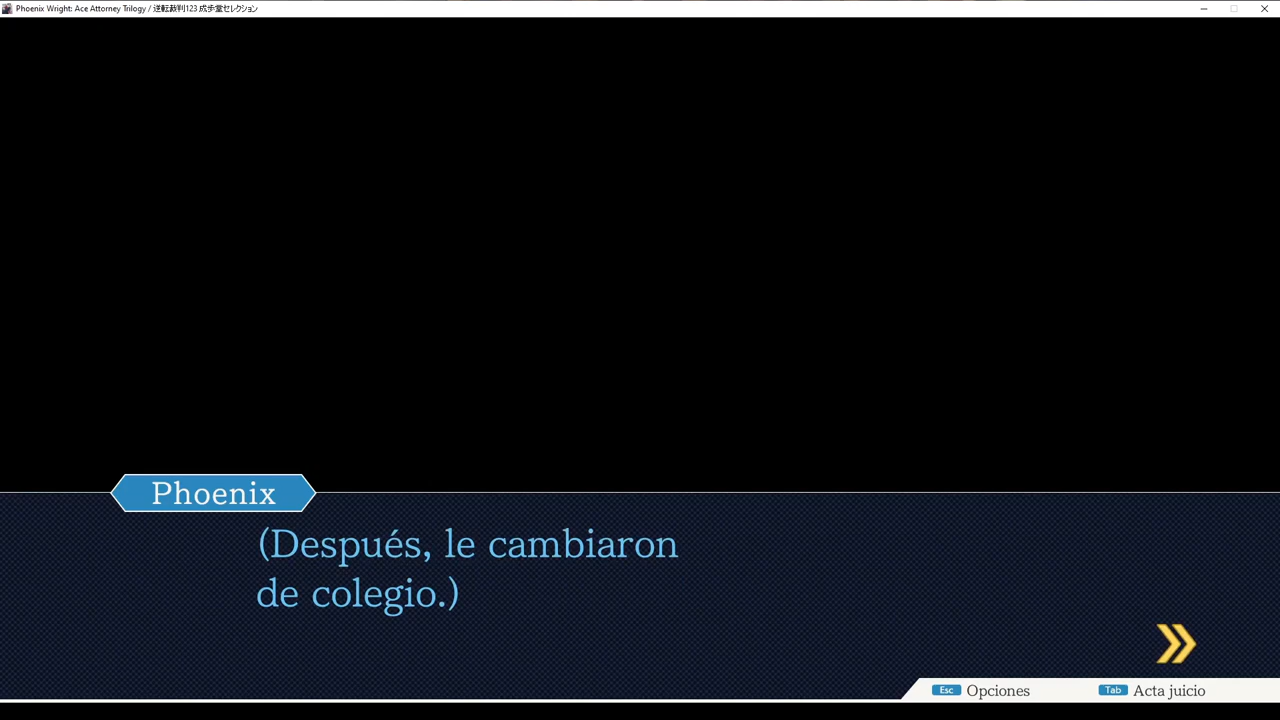 Phoenix Wright: Ace Attorney Trilogy / 逆転裁判123 成歩堂セレクション
Phoenix
(Después, le cambiaron
de colegio.)
Esc Opciones Tab Acta juicio